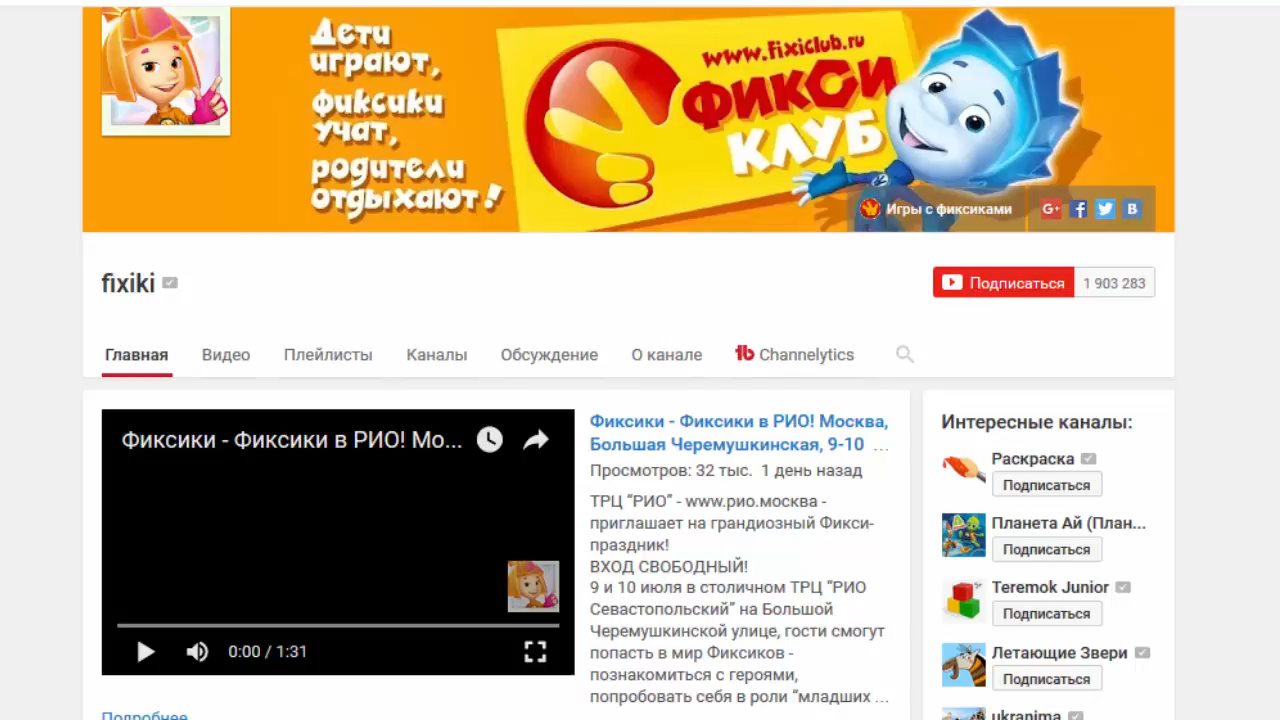 Дети
играют,
фиксики
учат,
родители
отдыхают!
www.fixiclub.ru
ФИКСИ
КЛУБ
Игры с фиксиками
G+
fixiki
Подписаться
1 903 283
Главная
Видео
Плейлисты
Каналы
Обсуждение
О канале
Channelytics
Фиксики - Фиксики в РИО! Мо...
0:00 / 1:31
Фиксики - Фиксики в РИО! Москва,
Большая Черемушкинская, 9-10 ...
Просмотров: 32 тыс. 1 день назад
ТРЦ “РИО” - www.рио.москва -
приглашает на грандиозный Фикси-
праздник!
ВХОД СВОБОДНЫЙ!
9 и 10 июля в столичном ТРЦ “РИО
Севастопольский” на Большой
Черемушкинской улице, гости смогут
попасть в мир Фиксиков -
познакомиться с героями,
попробовать себя в роли “младших ...
Подробнее
Интересные каналы:
Раскраска
Подписаться
Планета Ай (План...
Подписаться
Teremok Junior
Подписаться
Летающие Звери
Подписаться
ukranima